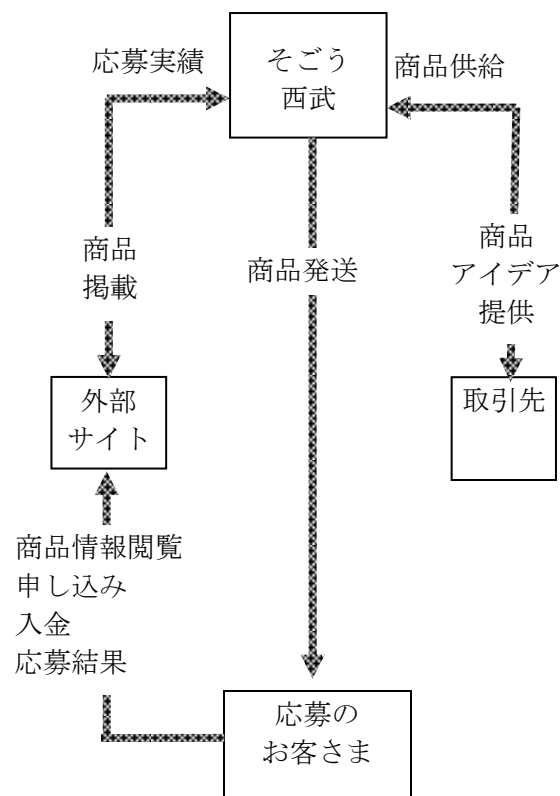 応募実績
そごう
西武
商品供給
商品
掲載
商品発送
商品
アイデア
提供
外部
サイト
取引先
商品情報閲覧
申し込み
入金
応募結果
応募の
お客さま